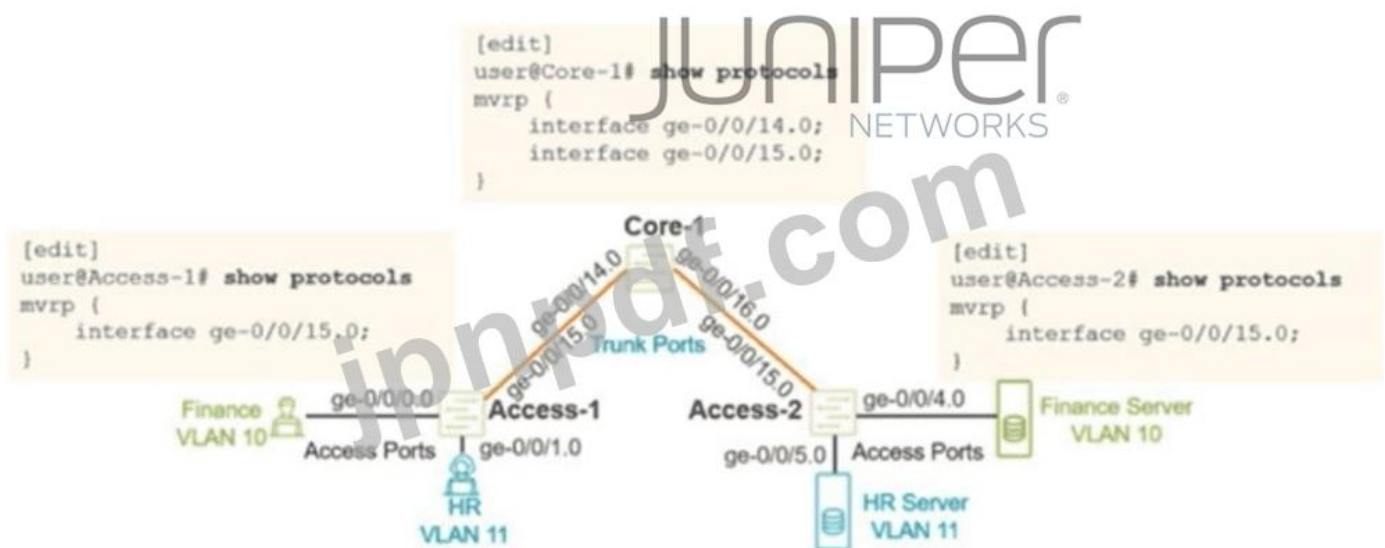 JUNIPER
NETWORKS
[edit]
user@Core-1# show protocols
mvrp {
interface ge-0/0/14.0;
interface ge-0/0/15.0;
}
[edit]
user@Access-1# show protocols
mvrp {
interface ge-0/0/15.0;
}
[edit]
user@Access-2# show protocols
mvrp {
interface ge-0/0/15.0;
}
Core-1
ge-0/0/14.0
ge-0/0/15.0
Trunk Ports
ge-0/0/16.0
ge-0/0/15.0
Finance
VLAN 10
ge-0/0/0.0
Access-1
Access Ports
ge-0/0/1.0
HR
VLAN 11
Access-2
ge-0/0/4.0
Finance Server
VLAN 10
ge-0/0/5.0
Access Ports
HR Server
VLAN 11
jpnpdf.com